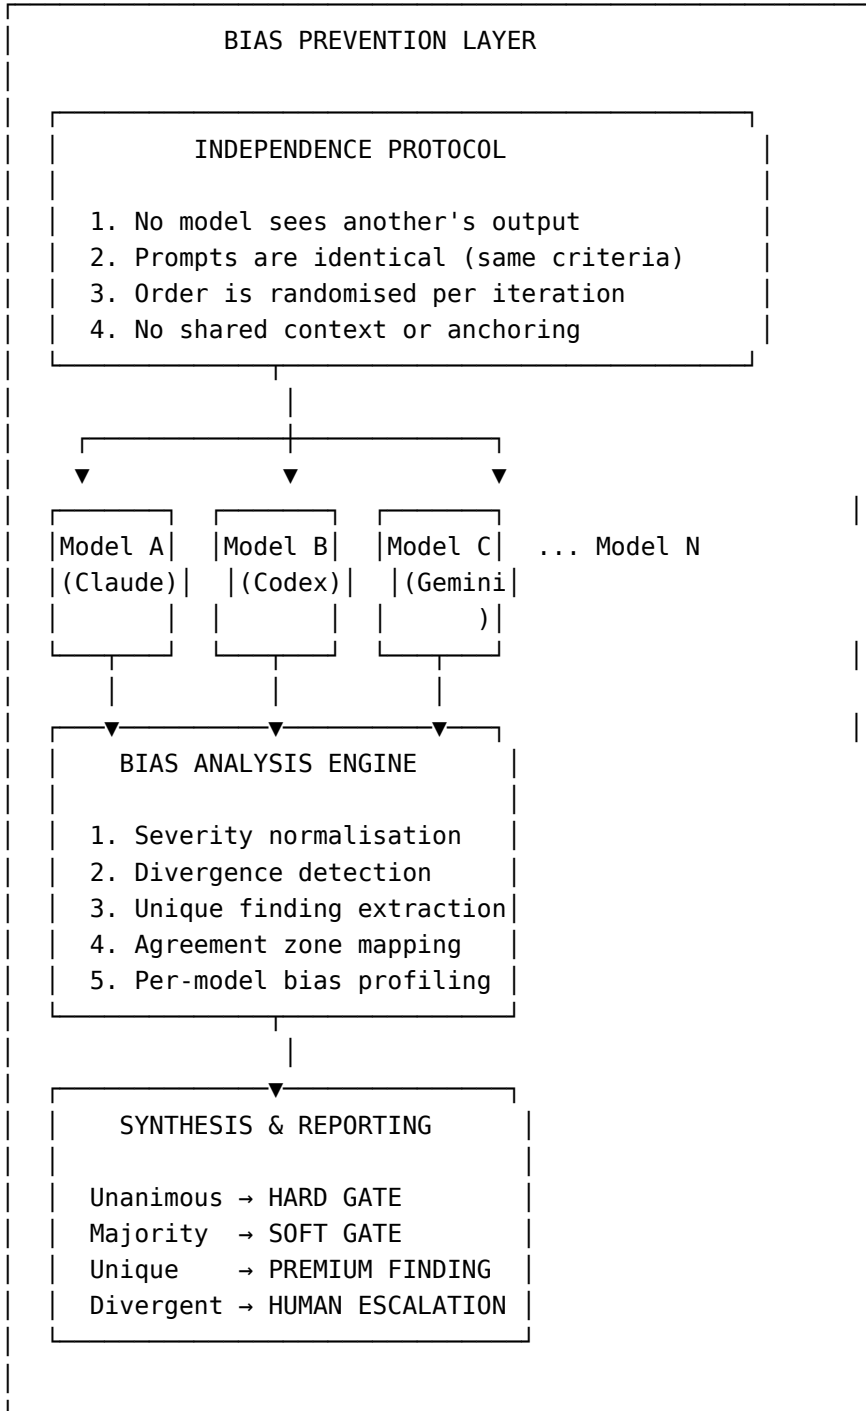 BIAS PREVENTION LAYER
INDEPENDENCE PROTOCOL
1. No model sees another's output
2. Prompts are identical (same criteria)
3. Order is randomised per iteration
4. No shared context or anchoring
Model A Model B Model C ... Model N
(Claude) (Codex) (Gemini
)
BIAS ANALYSIS ENGINE
1. Severity normalisation
2. Divergence detection
3. Unique finding extraction
4. Agreement zone mapping
5. Per-model bias profiling
SYNTHESIS & REPORTING
Unanimous → HARD GATE
Majority → SOFT GATE
Unique → PREMIUM FINDING
Divergent → HUMAN ESCALATION